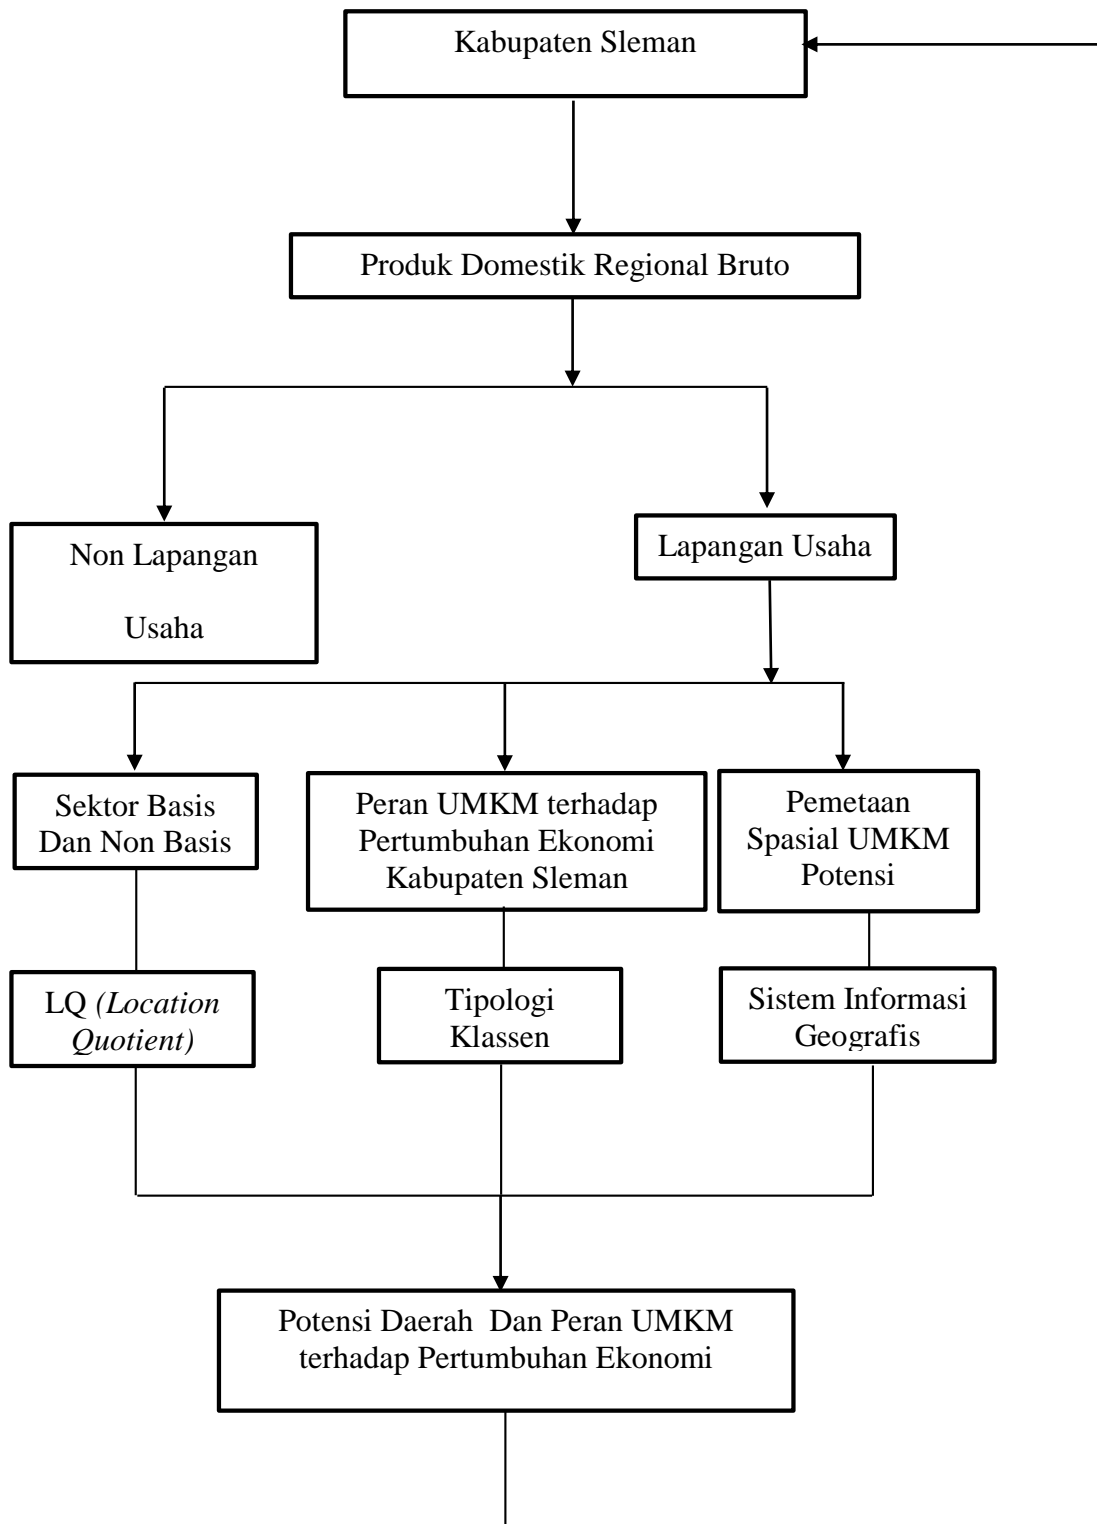 Kabupaten Sleman
Produk Domestik Regional Bruto
Non Lapangan
Usaha
Lapangan Usaha
Sektor Basis
Dan Non Basis
Peran UMKM terhadap
Pertumbuhan Ekonomi
Kabupaten Sleman
Pemetaan
Spasial UMKM
Potensi
LQ (Location
Quotient)
Tipologi
Klassen
Sistem Informasi
Geografis
Potensi Daerah  Dan Peran UMKM
terhadap Pertumbuhan Ekonomi